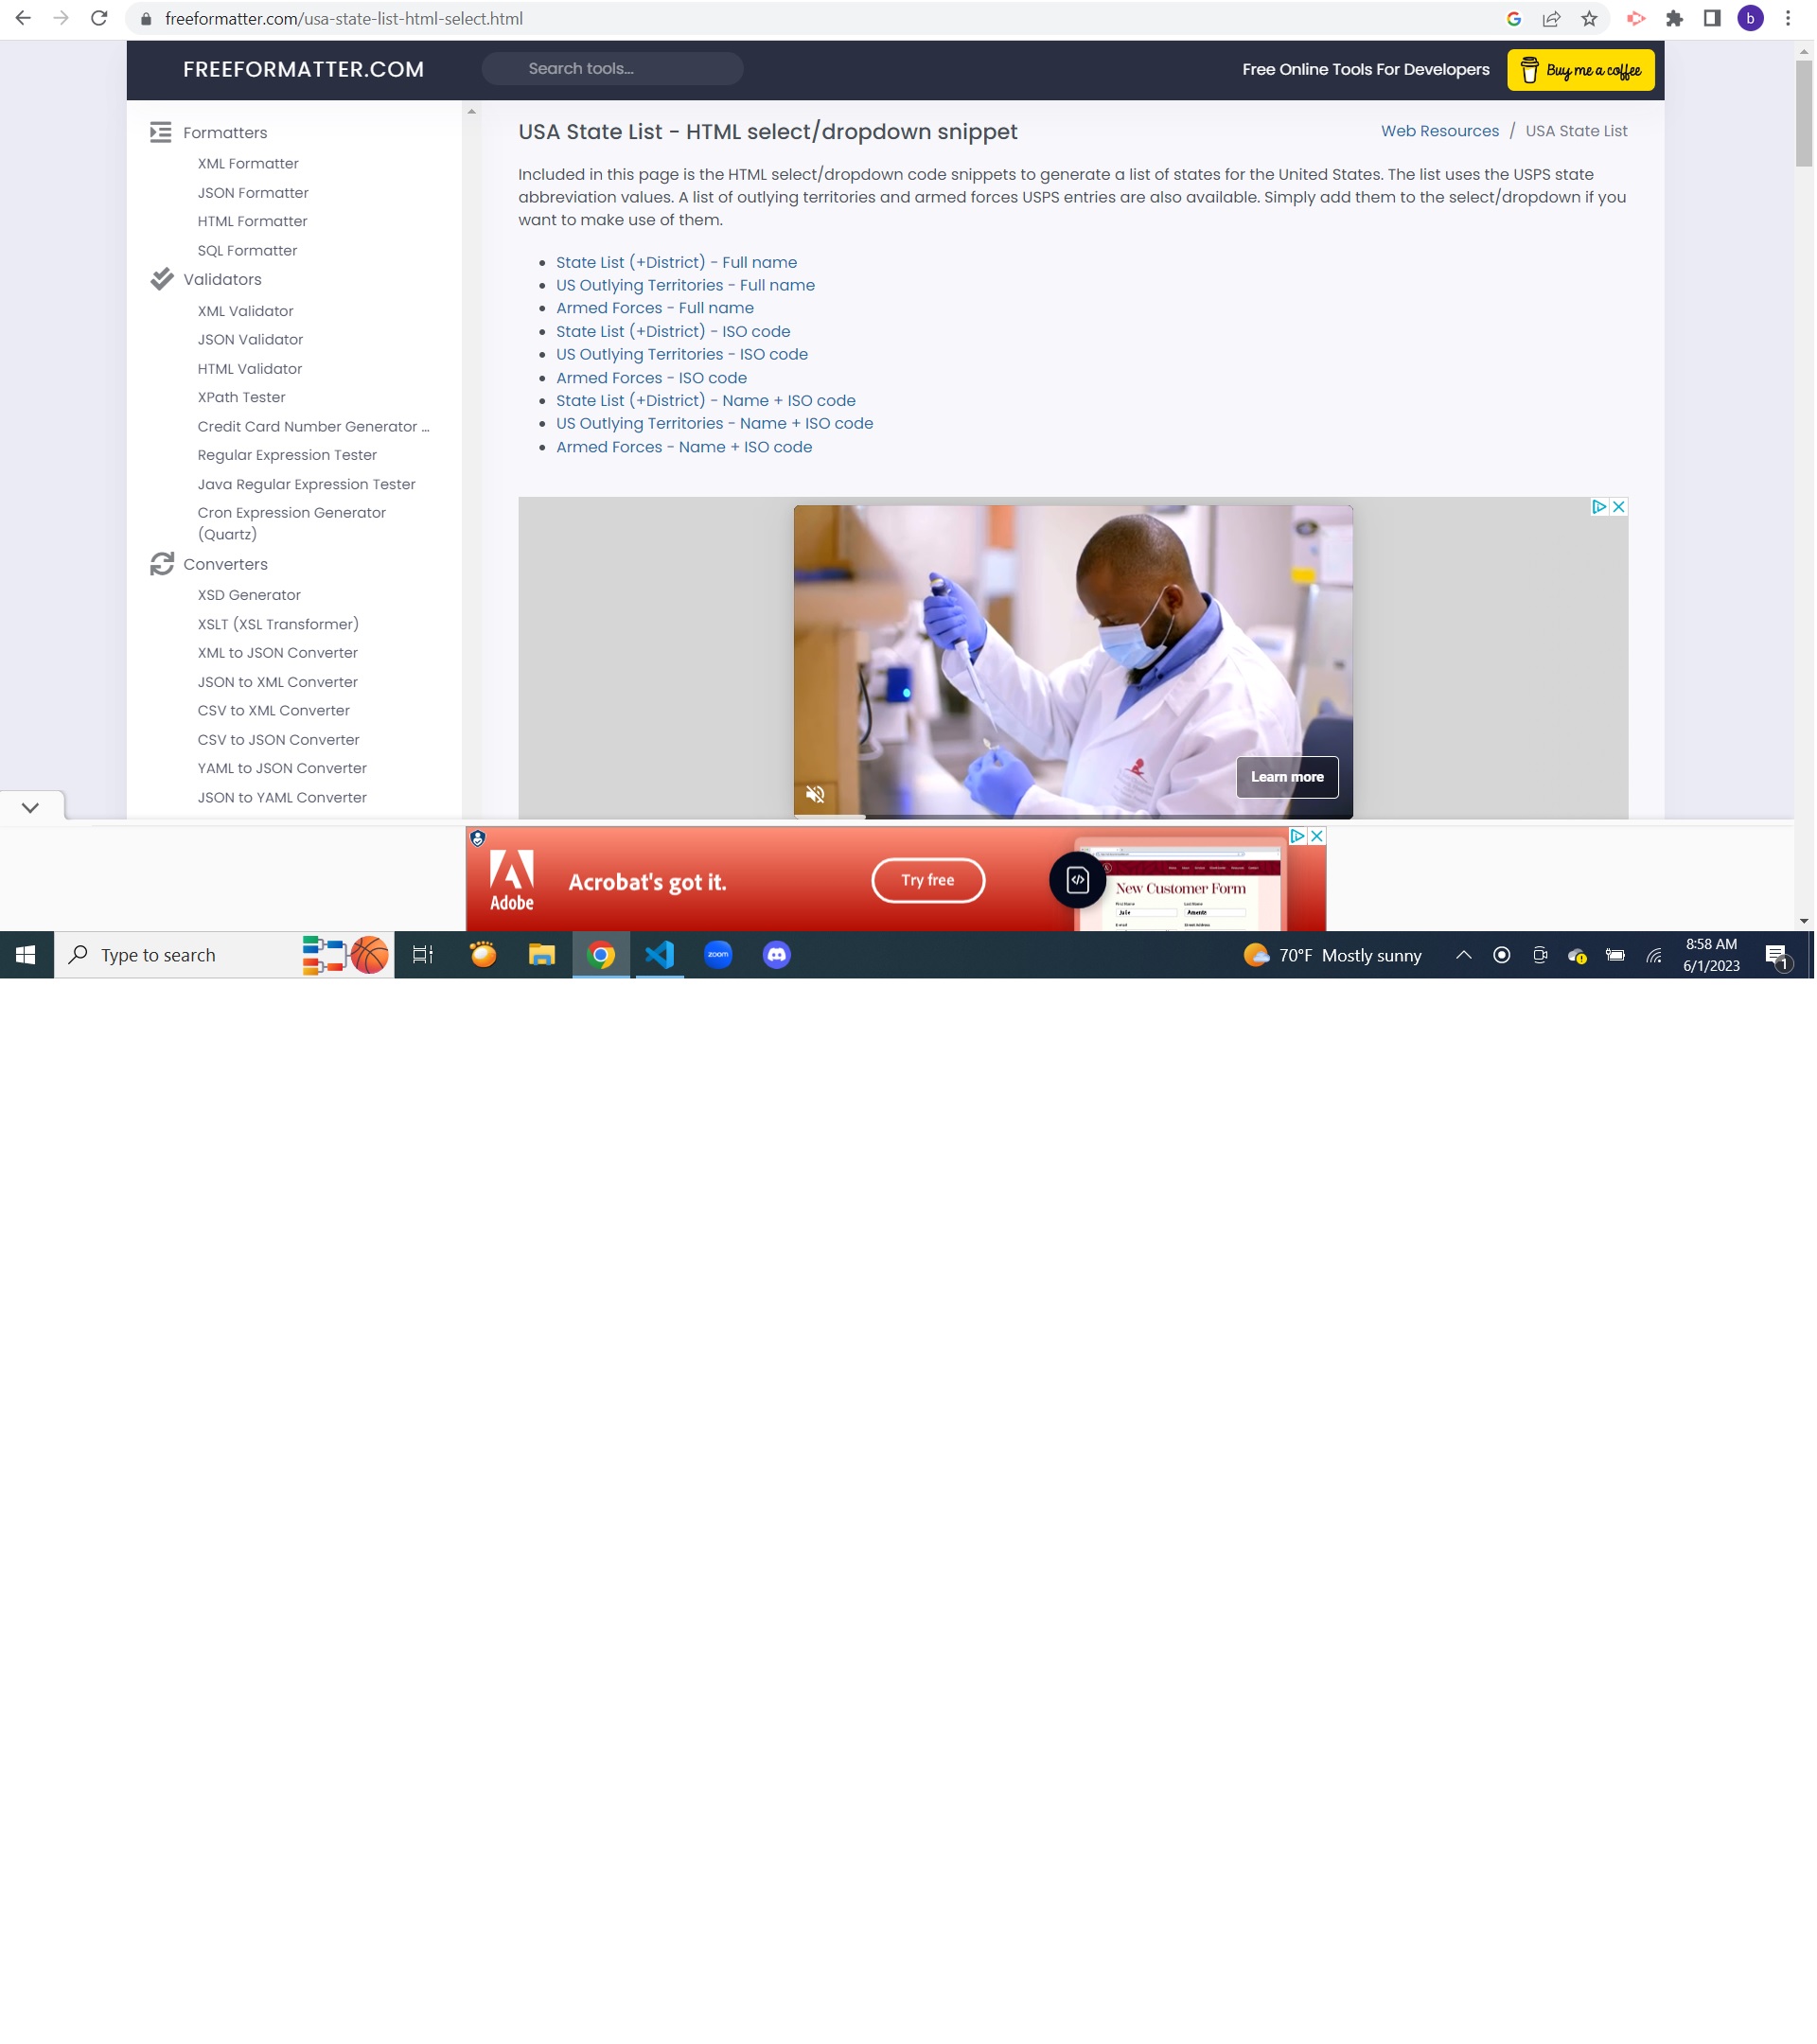 freeformatter.com/usa-state-list-html-select.html
b
FREEFORMATTER.COM
Search tools...
Free Online Tools For Developers
Buy me a coffee
Formatters
XML Formatter
JSON Formatter
HTML Formatter
SQL Formatter
Validators
XML Validator
JSON Validator
HTML Validator
XPath Tester
Credit Card Number Generator ...
Regular Expression Tester
Java Regular Expression Tester
Cron Expression Generator
(Quartz)
Converters
XSD Generator
XSLT (XSL Transformer)
XML to JSON Converter
JSON to XML Converter
CSV to XML Converter
CSV to JSON Converter
YAML to JSON Converter
JSON to YAML Converter
USA State List - HTML select/dropdown snippet
Web Resources / USA State List
Included in this page is the HTML select/dropdown code snippets to generate a list of states for the United States. The list uses the USPS state
abbreviation values. A list of outlying territories and armed forces USPS entries are also available. Simply add them to the select/dropdown if you
want to make use of them.
State List (+District) - Full name
US Outlying Territories - Full name
Armed Forces - Full name
State List (+District) - ISO code
US Outlying Territories - ISO code
Armed Forces - ISO code
State List (+District) - Name + ISO code
US Outlying Territories - Name + ISO code
Armed Forces - Name + ISO code
Learn more
Adobe
Acrobat's got it.
Try free
</>
New Customer Form
First Name
Last Name
Julie
Type to search
zoom
70°F Mostly sunny
8:58 AM
6/1/2023
1